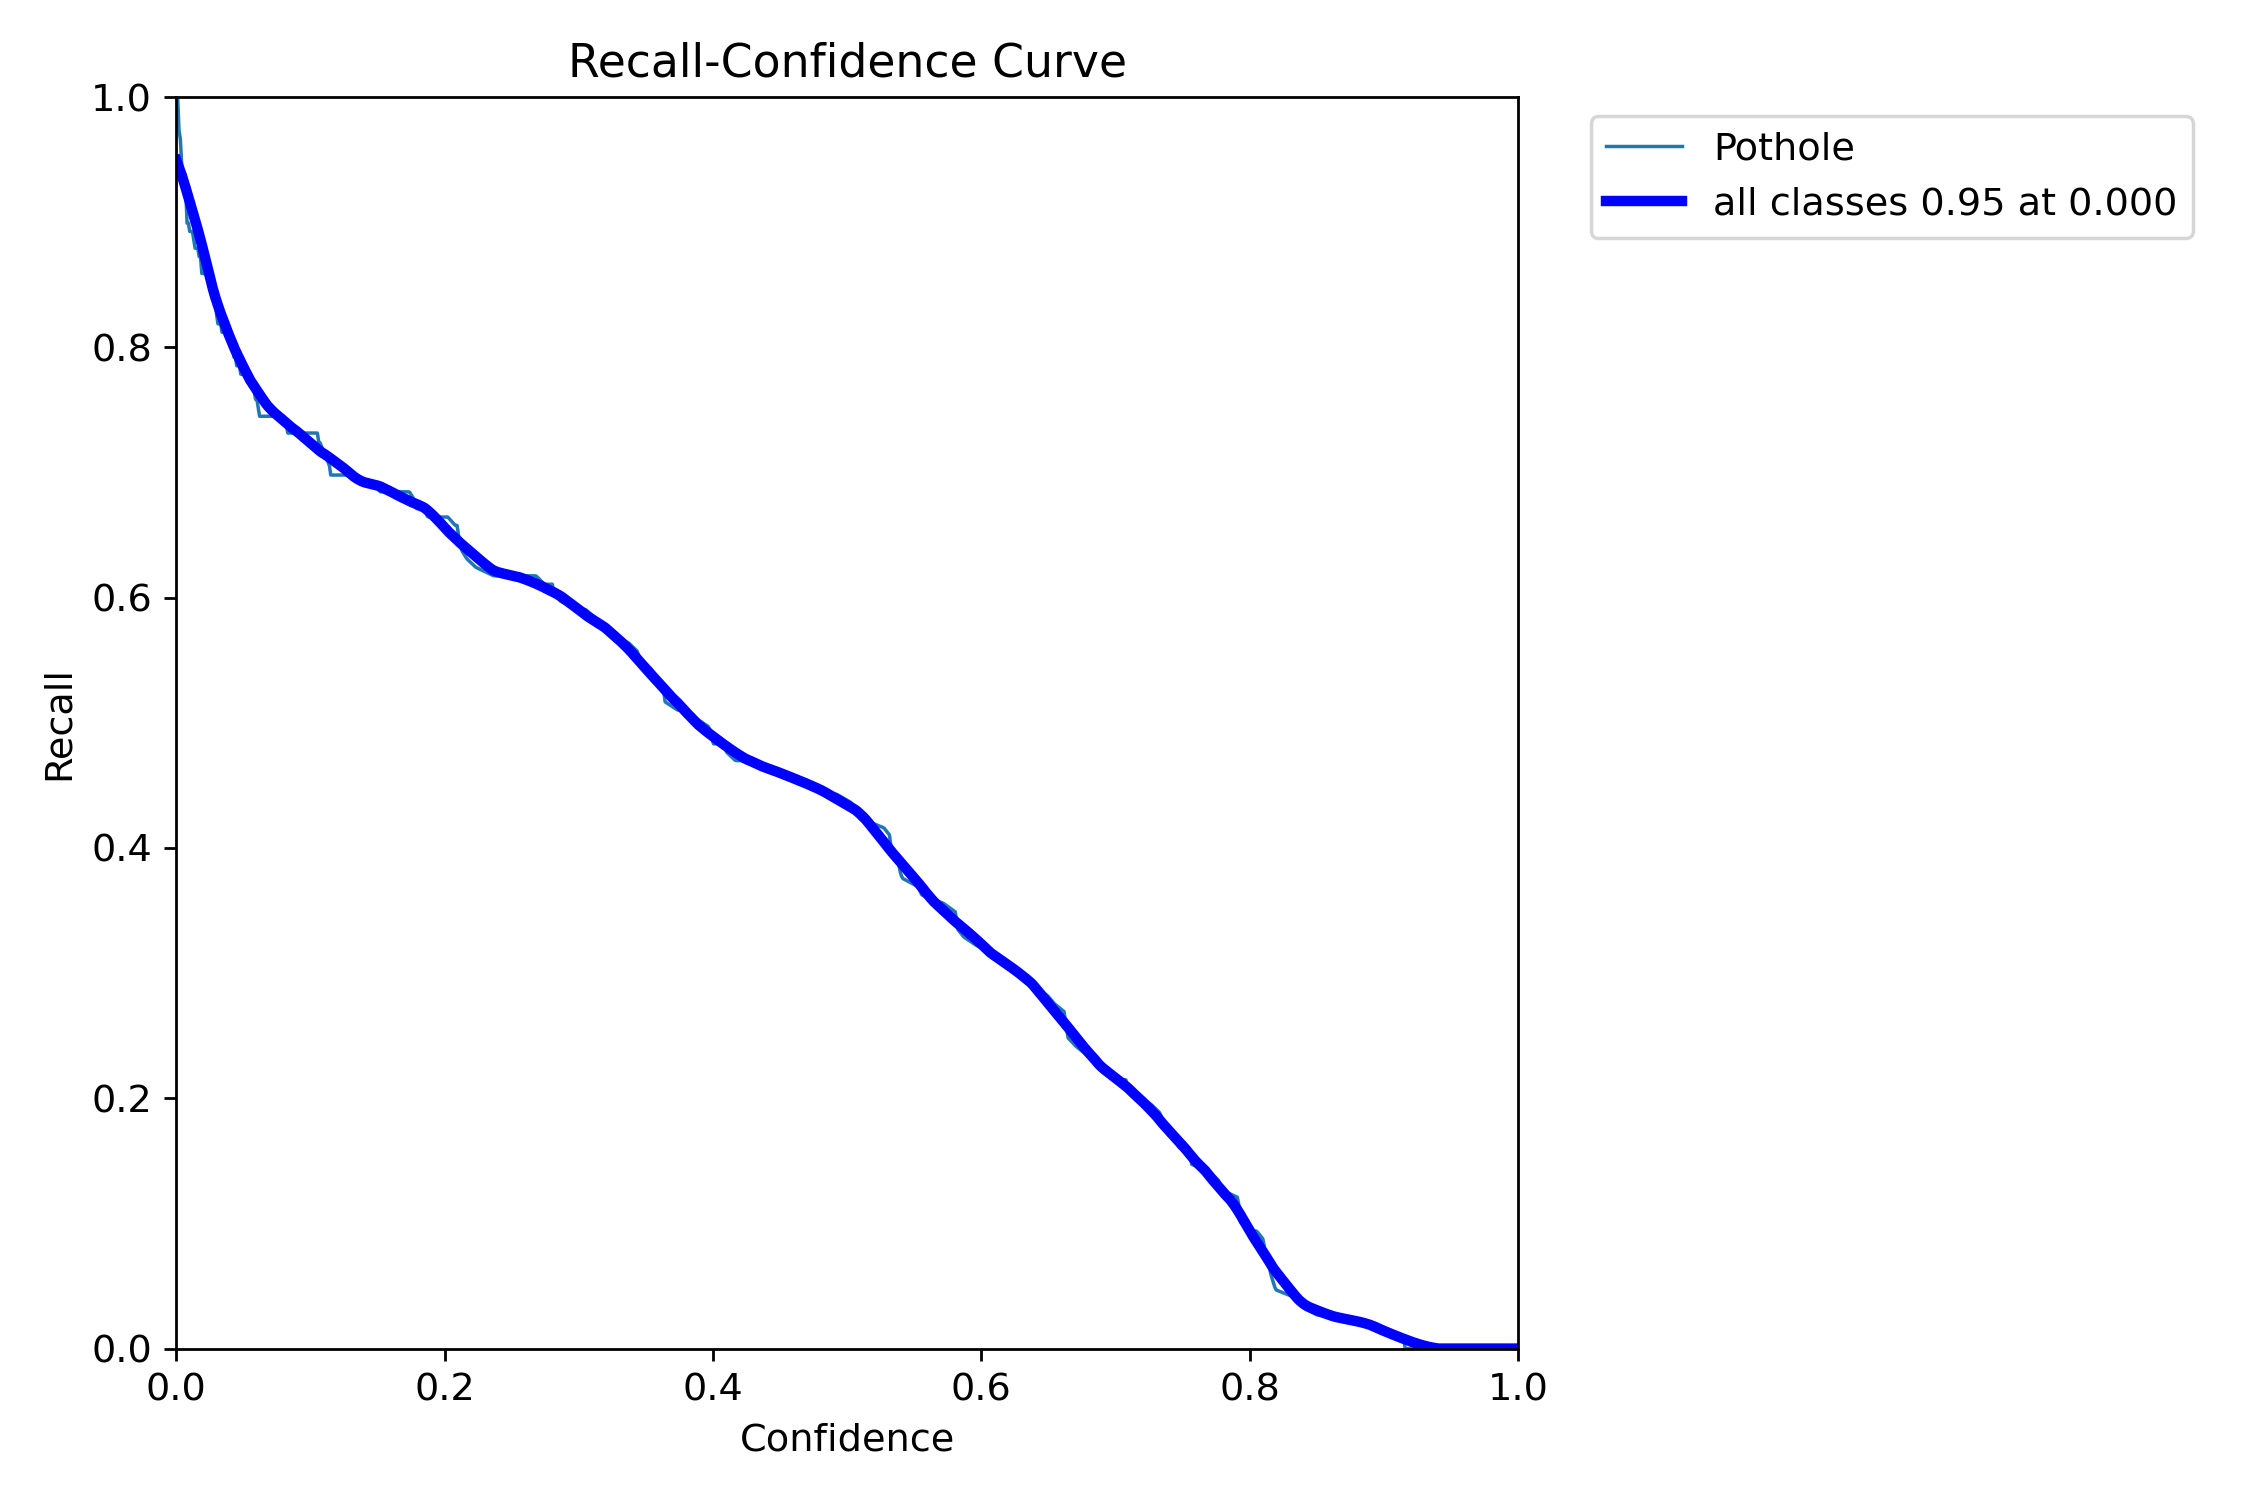 Recall-Confidence Curve
1.0
0.8
0.6
0.4
0.2
0.0
Recall
0.0 0.2 0.4 0.6 0.8 1.0
Confidence
Pothole
all classes 0.95 at 0.000